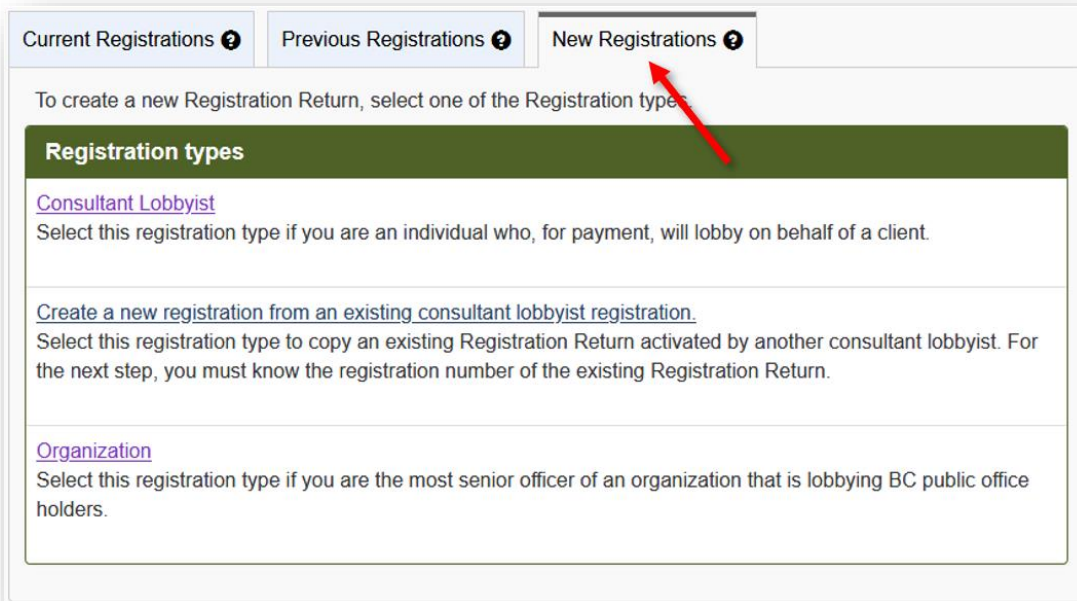 Current Registrations ?
Previous Registrations ?
New Registrations ?
To create a new Registration Return, select one of the Registration types.
Registration types
Consultant Lobbyist
Select this registration type if you are an individual who, for payment, will lobby on behalf of a client.
Create a new registration from an existing consultant lobbyist registration.
Select this registration type to copy an existing Registration Return activated by another consultant lobbyist. For
the next step, you must know the registration number of the existing Registration Return.
Organization
Select this registration type if you are the most senior officer of an organization that is lobbying BC public office
holders.